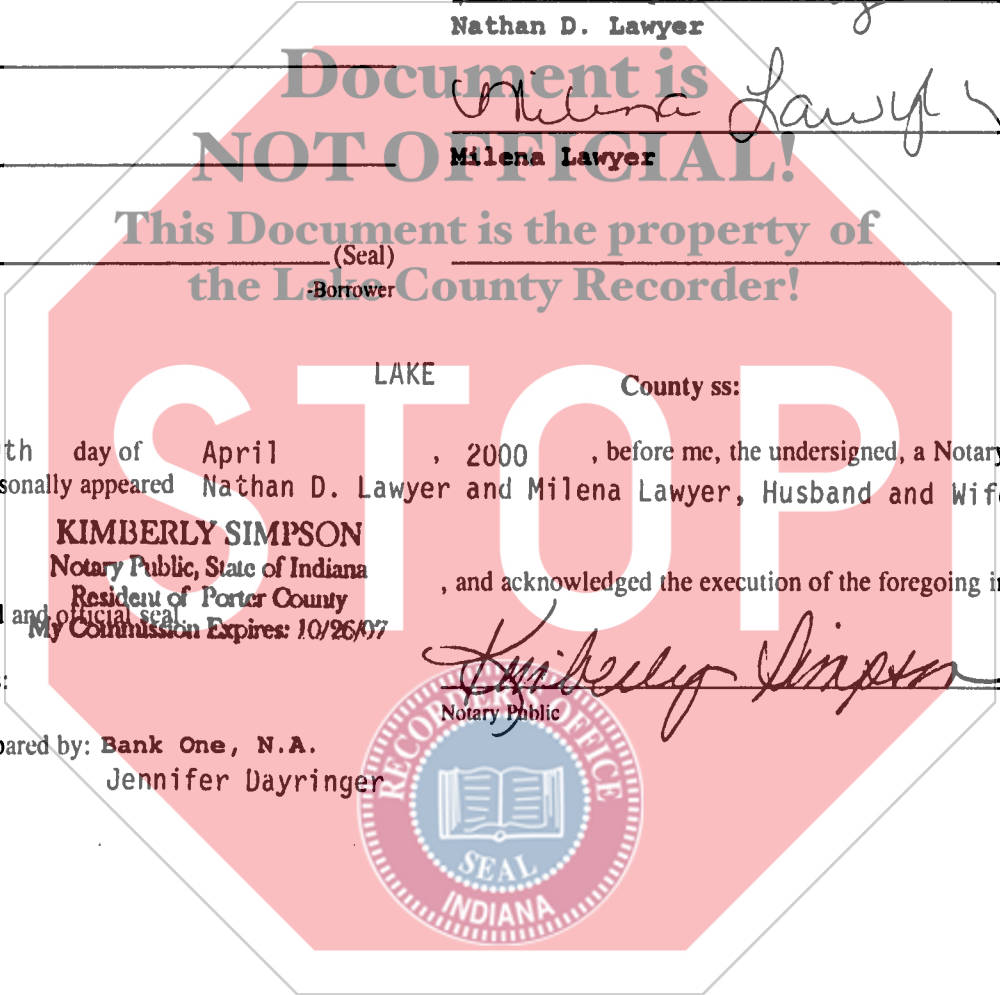 Nathan D. Lawyer
Document is
Milena Lawyer
NOT OFFICIAL!
Milena Lawyer
This Document is the property of
(Seal)
the Lake County Recorder!
-Borrower
LAKE County ss:
STOP
th day of April , 2000 , before me, the undersigned, a Notary
sonally appeared Nathan D. Lawyer and Milena Lawyer, Husband and Wif
KIMBERLY SIMPSON
Notary Public, State of Indiana
Resident of Porter County
, and acknowledged the execution of the foregoing in
and official seal.
My Commission Expires: 10/26/07
Kimberly Simpson
Notary Public
pared by: Bank One, N.A.
Jennifer Dayringer
RECORDER'S OFFICE
SEAL
INDIANA